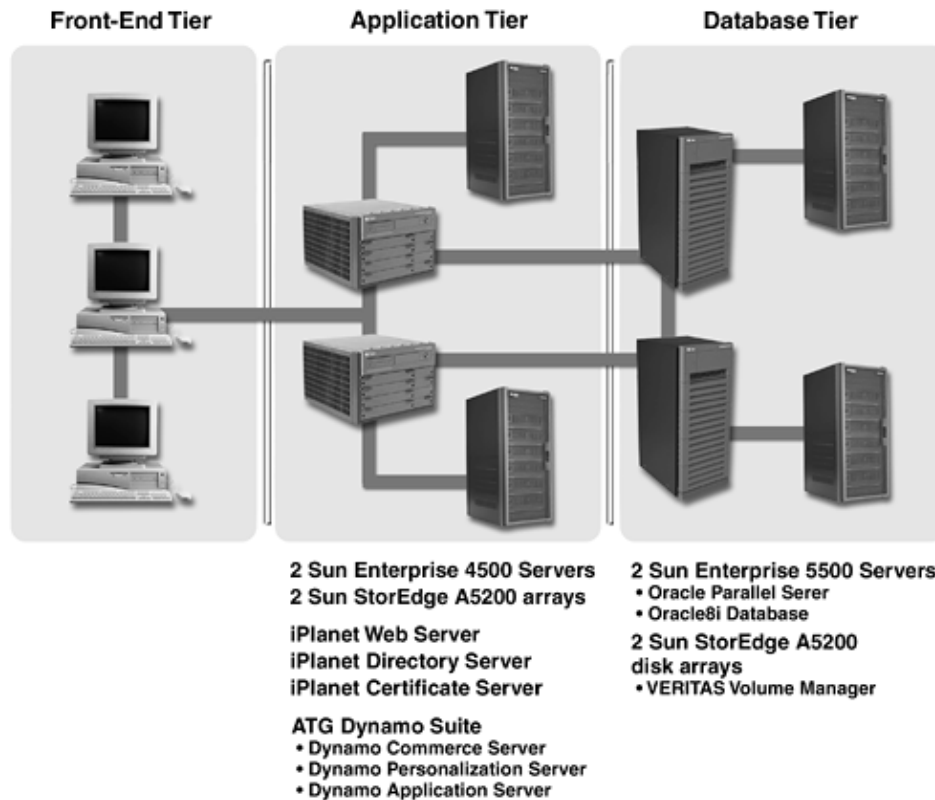 Front-End Tier
Application Tier
Database Tier
2 Sun Enterprise 4500 Servers
2 Sun StorEdge A5200 arrays
iPlanet Web Server
iPlanet Directory Server
iPlanet Certificate Server
ATG Dynamo Suite
• Dynamo Commerce Server
• Dynamo Personalization Server
• Dynamo Application Server
2 Sun Enterprise 5500 Servers
• Oracle Parallel Serer
• Oracle8i Database
2 Sun StorEdge A5200
disk arrays
• VERITAS Volume Manager